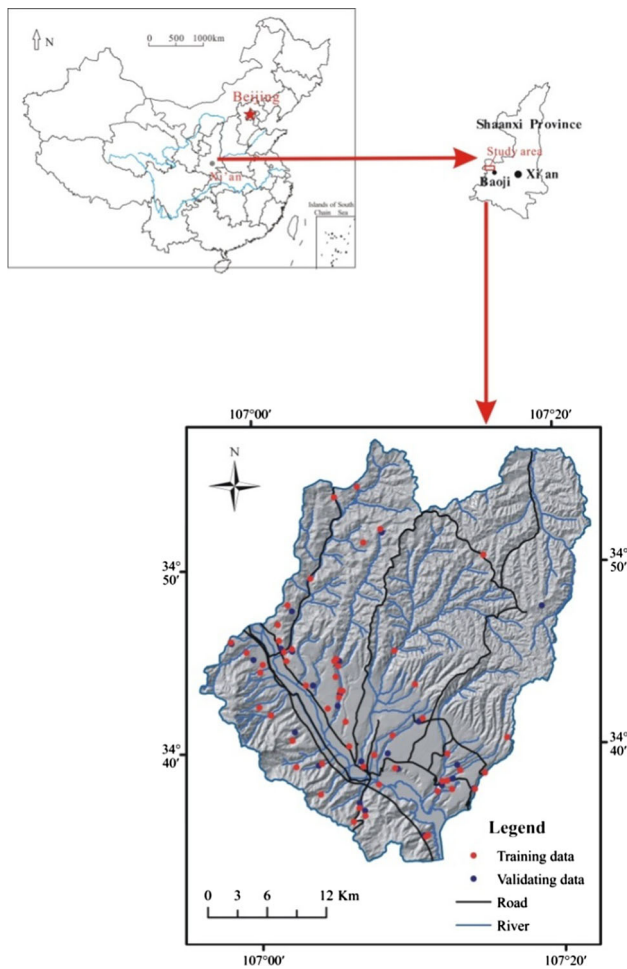 N
0 500 1000km
Beijing
Xi'an
Islands of South
Chain Sea
Shaanxi Province
Study area
Baoji
Xi'an
107°00'
107°20'
N
34°
50'
34°
50'
34°
40'
34°
40'
Legend
Training data
Validating data
Road
River
0 3 6 12 Km
107°00'
107°20'